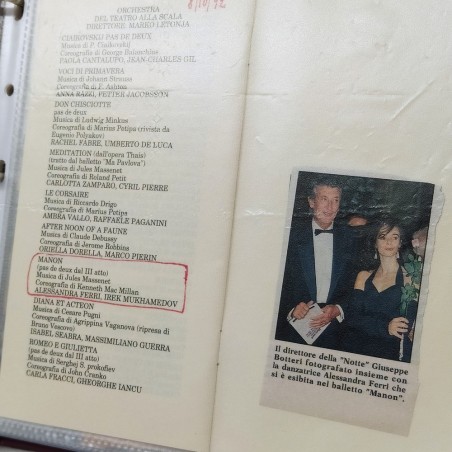 8/10/92
ORCHESTRA
DEL TEATRO ALLA SCALA
DIRETTORE: MARKO LETONJA
CIAIKOVSKIJ PAS DE DEUX
Musica di P. Ciaikovskij
Coreografia di George Balanchine
PAOLA CANTALUPO, JEAN-CHARLES GIL
VOCI DI PRIMAVERA
Musica di Johann Strauss
Coreografia di F. Ashton
ANNA RAZZI, PETTER JACOBSSON
DON CHISCIOTTE
pas de deux
Musica di Ludwig Minkus
Coreografia di Marius Petipa (rivista da
Eugenio Polyakov)
RACHEL FABRE, UMBERTO DE LUCA
MEDITATION (dall'opera Thais)
(tratto dal balletto "Ma Pavlova")
Musica di Jules Massenet
Coreografia di Roland Petit
CARLOTTA ZAMPARO, CYRIL PIERRE
LE CORSAIRE
Musica di Riccardo Drigo
Coreografia di Marius Petipa
AMBRA VALLO, RAFFAELE PAGANINI
AFTER NOON OF A FAUNE
Musica di Claude Debussy
Coreografia di Jerome Robbins
ORIELLA DORELLA, MARCO PIERIN
MANON
(pas de deux dal III atto)
Musica di Jules Massenet
Coreografia di Kenneth Mac Millan
ALESSANDRA FERRI, IREK MUKHAMEDOV
DIANA ET ACTEON
Musica di Cesare Pugni
Coreografia di Agrippina Vaganova (ripresa di
Bruno Vescovo)
ISABEL SEABRA, MASSIMILIANO GUERRA
ROMEO E GIULIETTA
(pas de deux dal III atto)
Musica di Serghej S. prokofiev
Coreografia di John Cranko
CARLA FRACCI, GHEORGHE IANCU
Il direttore della "Notte" Giuseppe
Botteri fotografato insieme con
la danzatrice Alessandra Ferri che
si è esibita nel balletto "Manon".